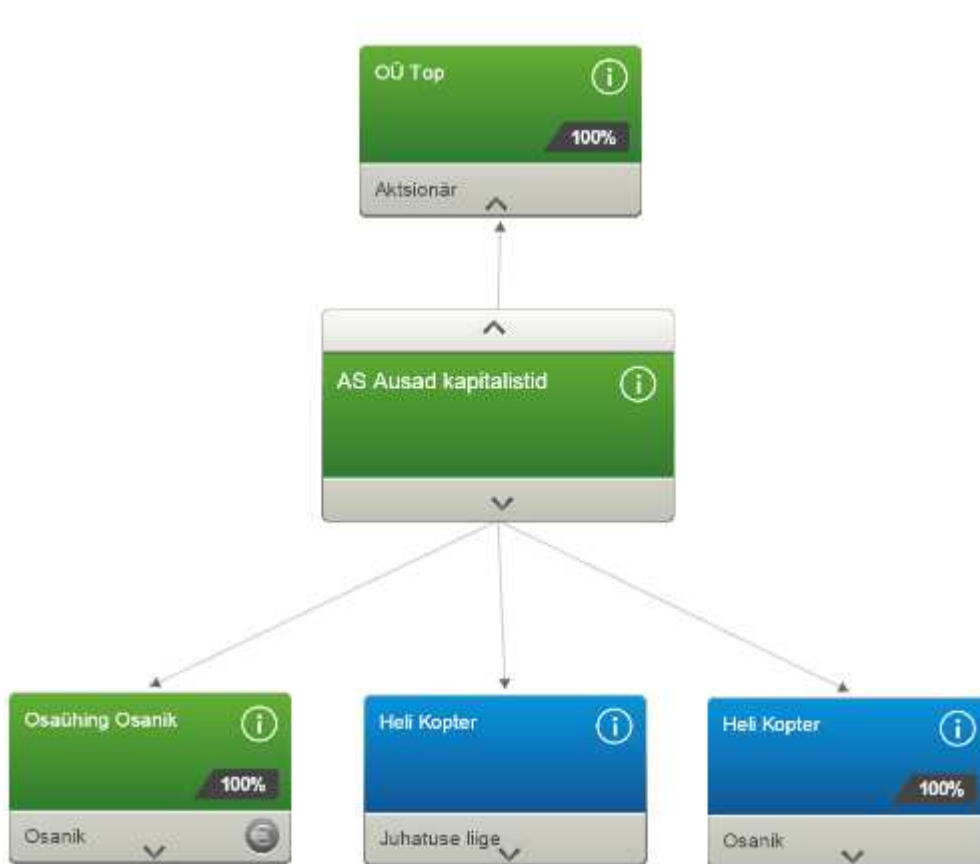 OÜ Top
100%
Aktsionär
AS Ausad kapitalistid
Osaühing Osanik
100%
Osanik
Heli Kopter
Juhatuse liige
Heli Kopter
100%
Osanik